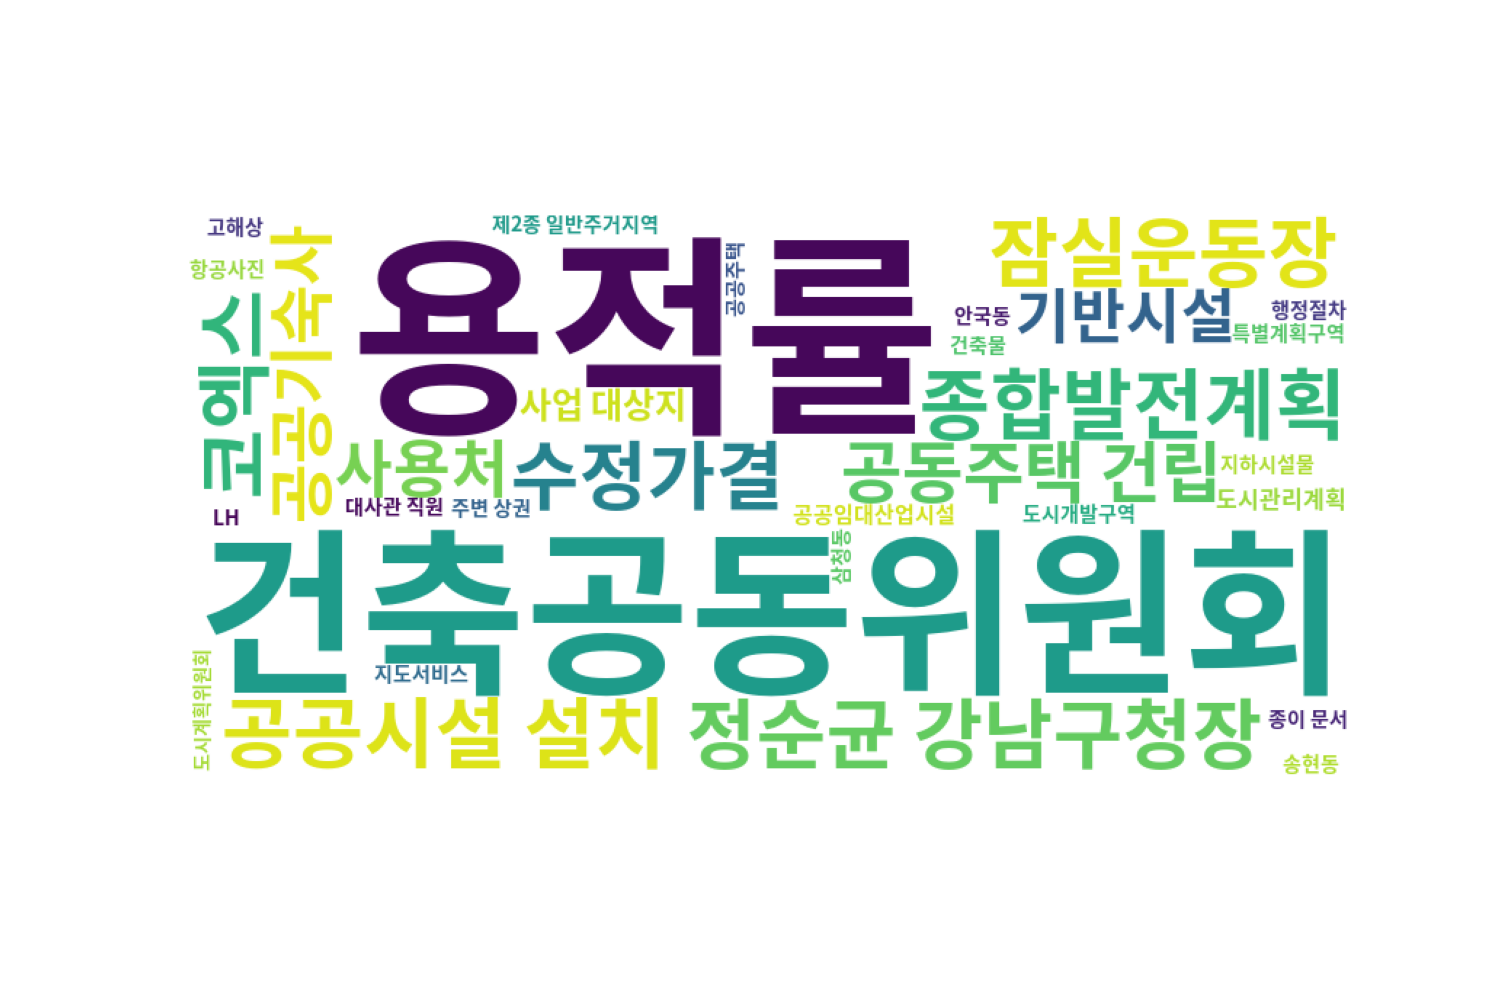 고해상
제2종 일반주거지역
잠실운동장
항공사진
공공기숙사
용적률
공공주택
코엑스
안국동
기반시설
행정절차
특별계획구역
건축물
사업 대상지
종합발전계획
사용처
수정가결
공동주택 건립
지하시설물
도시관리계획
LH
대사관 직원
주변 상권
공공임대산업시설
도시개발구역
삼청동
건축공동위원회
지도서비스
도시계획위원회
공공시설 설치
정순균 강남구청장
종이 문서
송현동